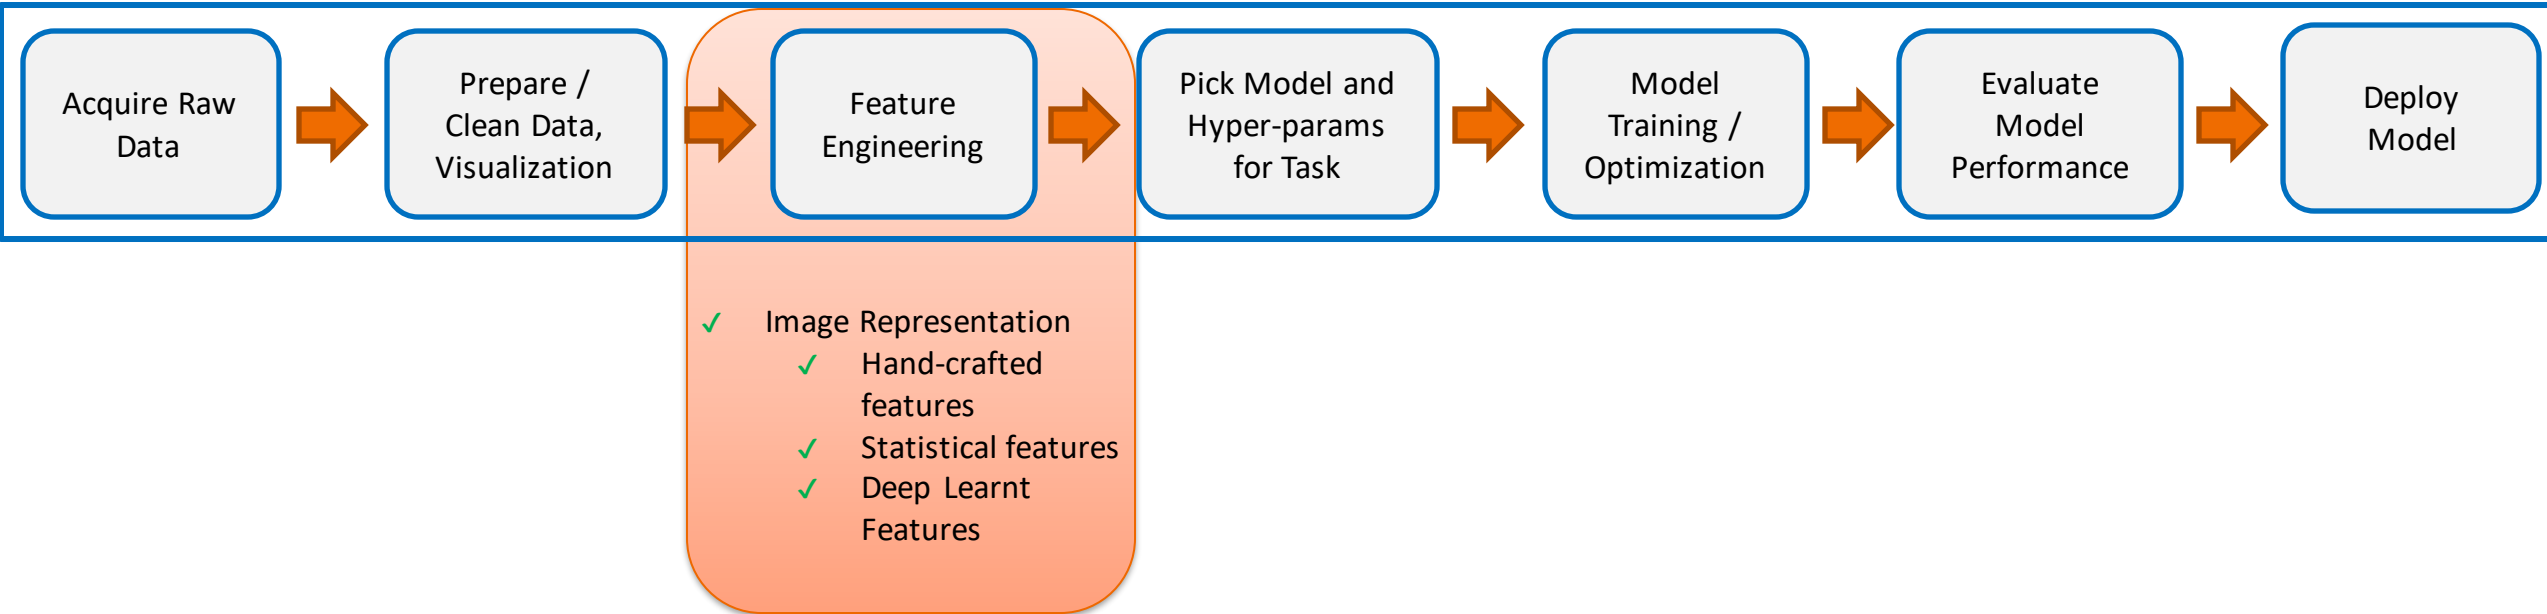 Acquire Raw
Data
Prepare /
Clean Data,
Visualization
Feature
Engineering
Pick Model and
Hyper-params
for Task
Model
Training /
Optimization
Evaluate
Model
Performance
Deploy
Model
✓ Image Representation
✓ Hand-crafted
features
✓ Statistical features
✓ Deep Learnt
Features